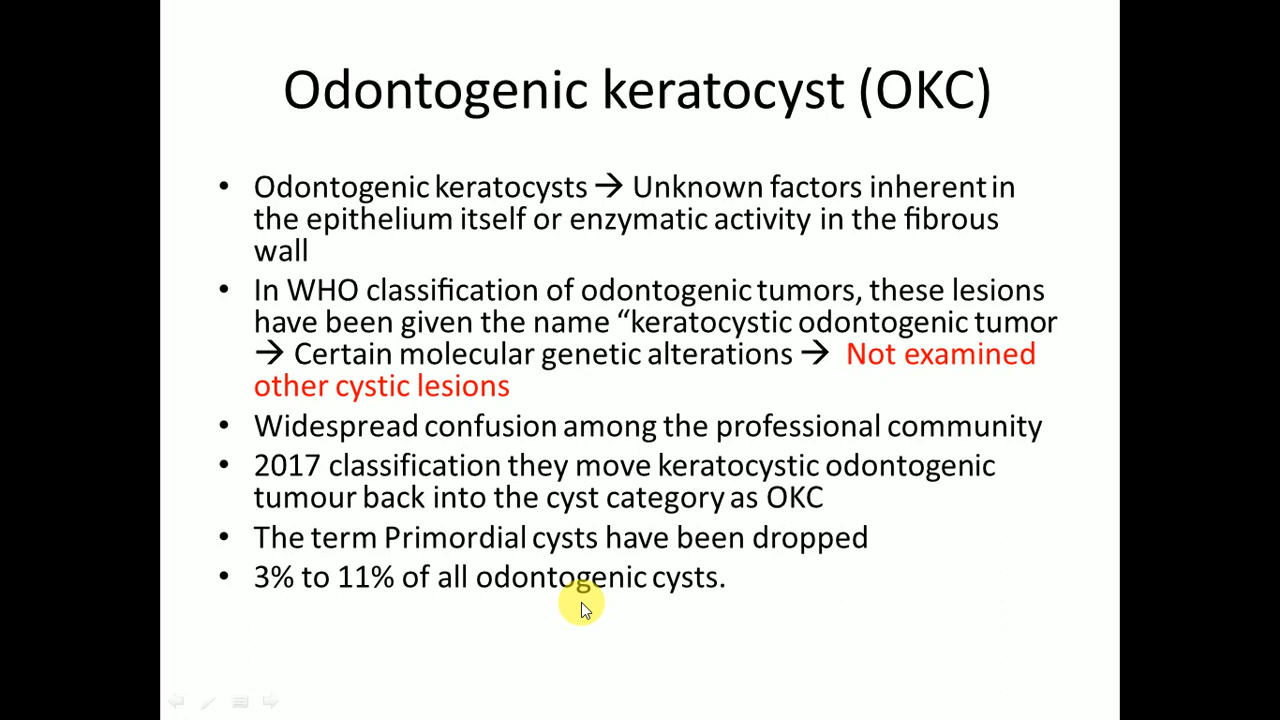 Odontogenic keratocyst (OKC)
• Odontogenic keratocysts → Unknown factors inherent in
the epithelium itself or enzymatic activity in the fibrous
wall
• In WHO classification of odontogenic tumors, these lesions
have been given the name “keratocystic odontogenic tumor
→ Certain molecular genetic alterations → Not examined
other cystic lesions
• Widespread confusion among the professional community
• 2017 classification they move keratocystic odontogenic
tumour back into the cyst category as OKC
• The term Primordial cysts have been dropped
• 3% to 11% of all odontogenic cysts.